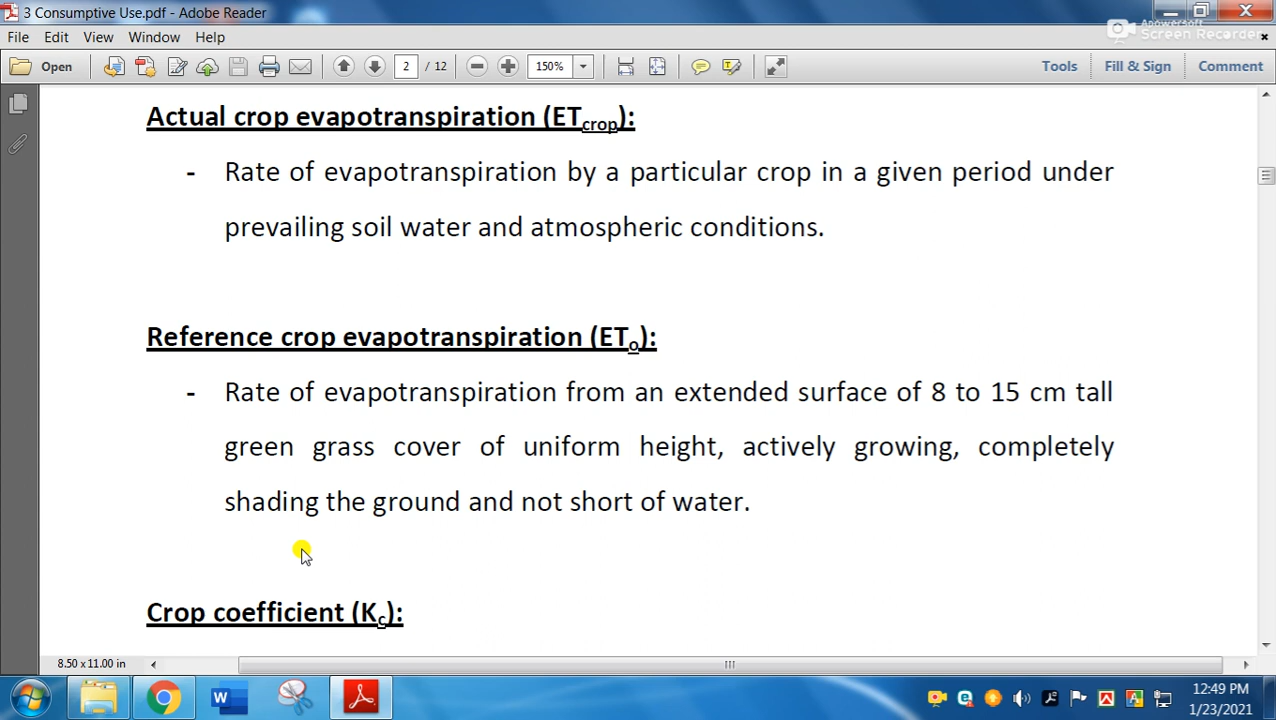 3 Consumptive Use.pdf - Adobe Reader
Apowersoft
Screen Recorder
File Edit View Window Help
Open 2 / 12 150% Tools Fill & Sign Comment
Actual crop evapotranspiration (ETcrop):
- Rate of evapotranspiration by a particular crop in a given period under
prevailing soil water and atmospheric conditions.
Reference crop evapotranspiration (ETo):
- Rate of evapotranspiration from an extended surface of 8 to 15 cm tall
green grass cover of uniform height, actively growing, completely
shading the ground and not short of water.
Crop coefficient (Kc):
8.50 x 11.00 in
12:49 PM
1/23/2021